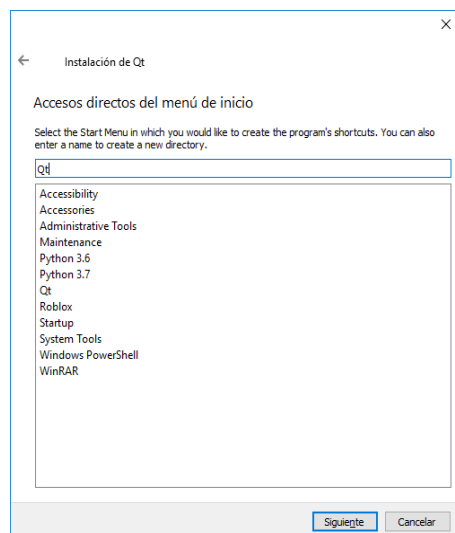 Instalación de Qt
Accesos directos del menú de inicio
Select the Start Menu in which you would like to create the program's shortcuts. You can also
enter a name to create a new directory.
Qt
Accessibility
Accessories
Administrative Tools
Maintenance
Python 3.6
Python 3.7
Qt
Roblox
Startup
System Tools
Windows PowerShell
WinRAR
Siguiente
Cancelar